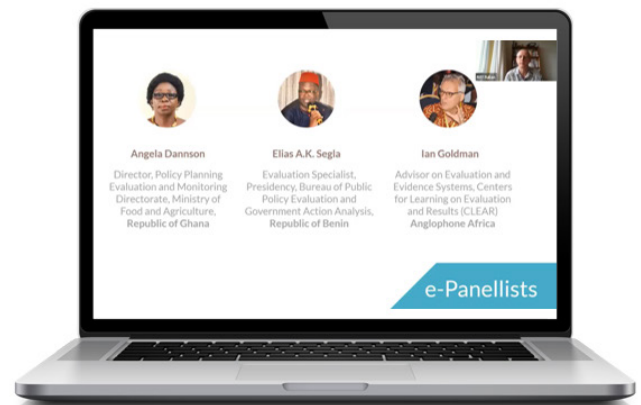 Angela Dannson
Director, Policy Planning
Evaluation and Monitoring
Directorate, Ministry of
Food and Agriculture,
Republic of Ghana
Elias A.K. Segla
Evaluation Specialist,
Presidency, Bureau of Public
Policy Evaluation and
Government Action Analysis,
Republic of Benin
Ian Goldman
Advisor on Evaluation and
Evidence Systems, Centers
for Learning on Evaluation
and Results (CLEAR)
Anglophone Africa
e-Panellists